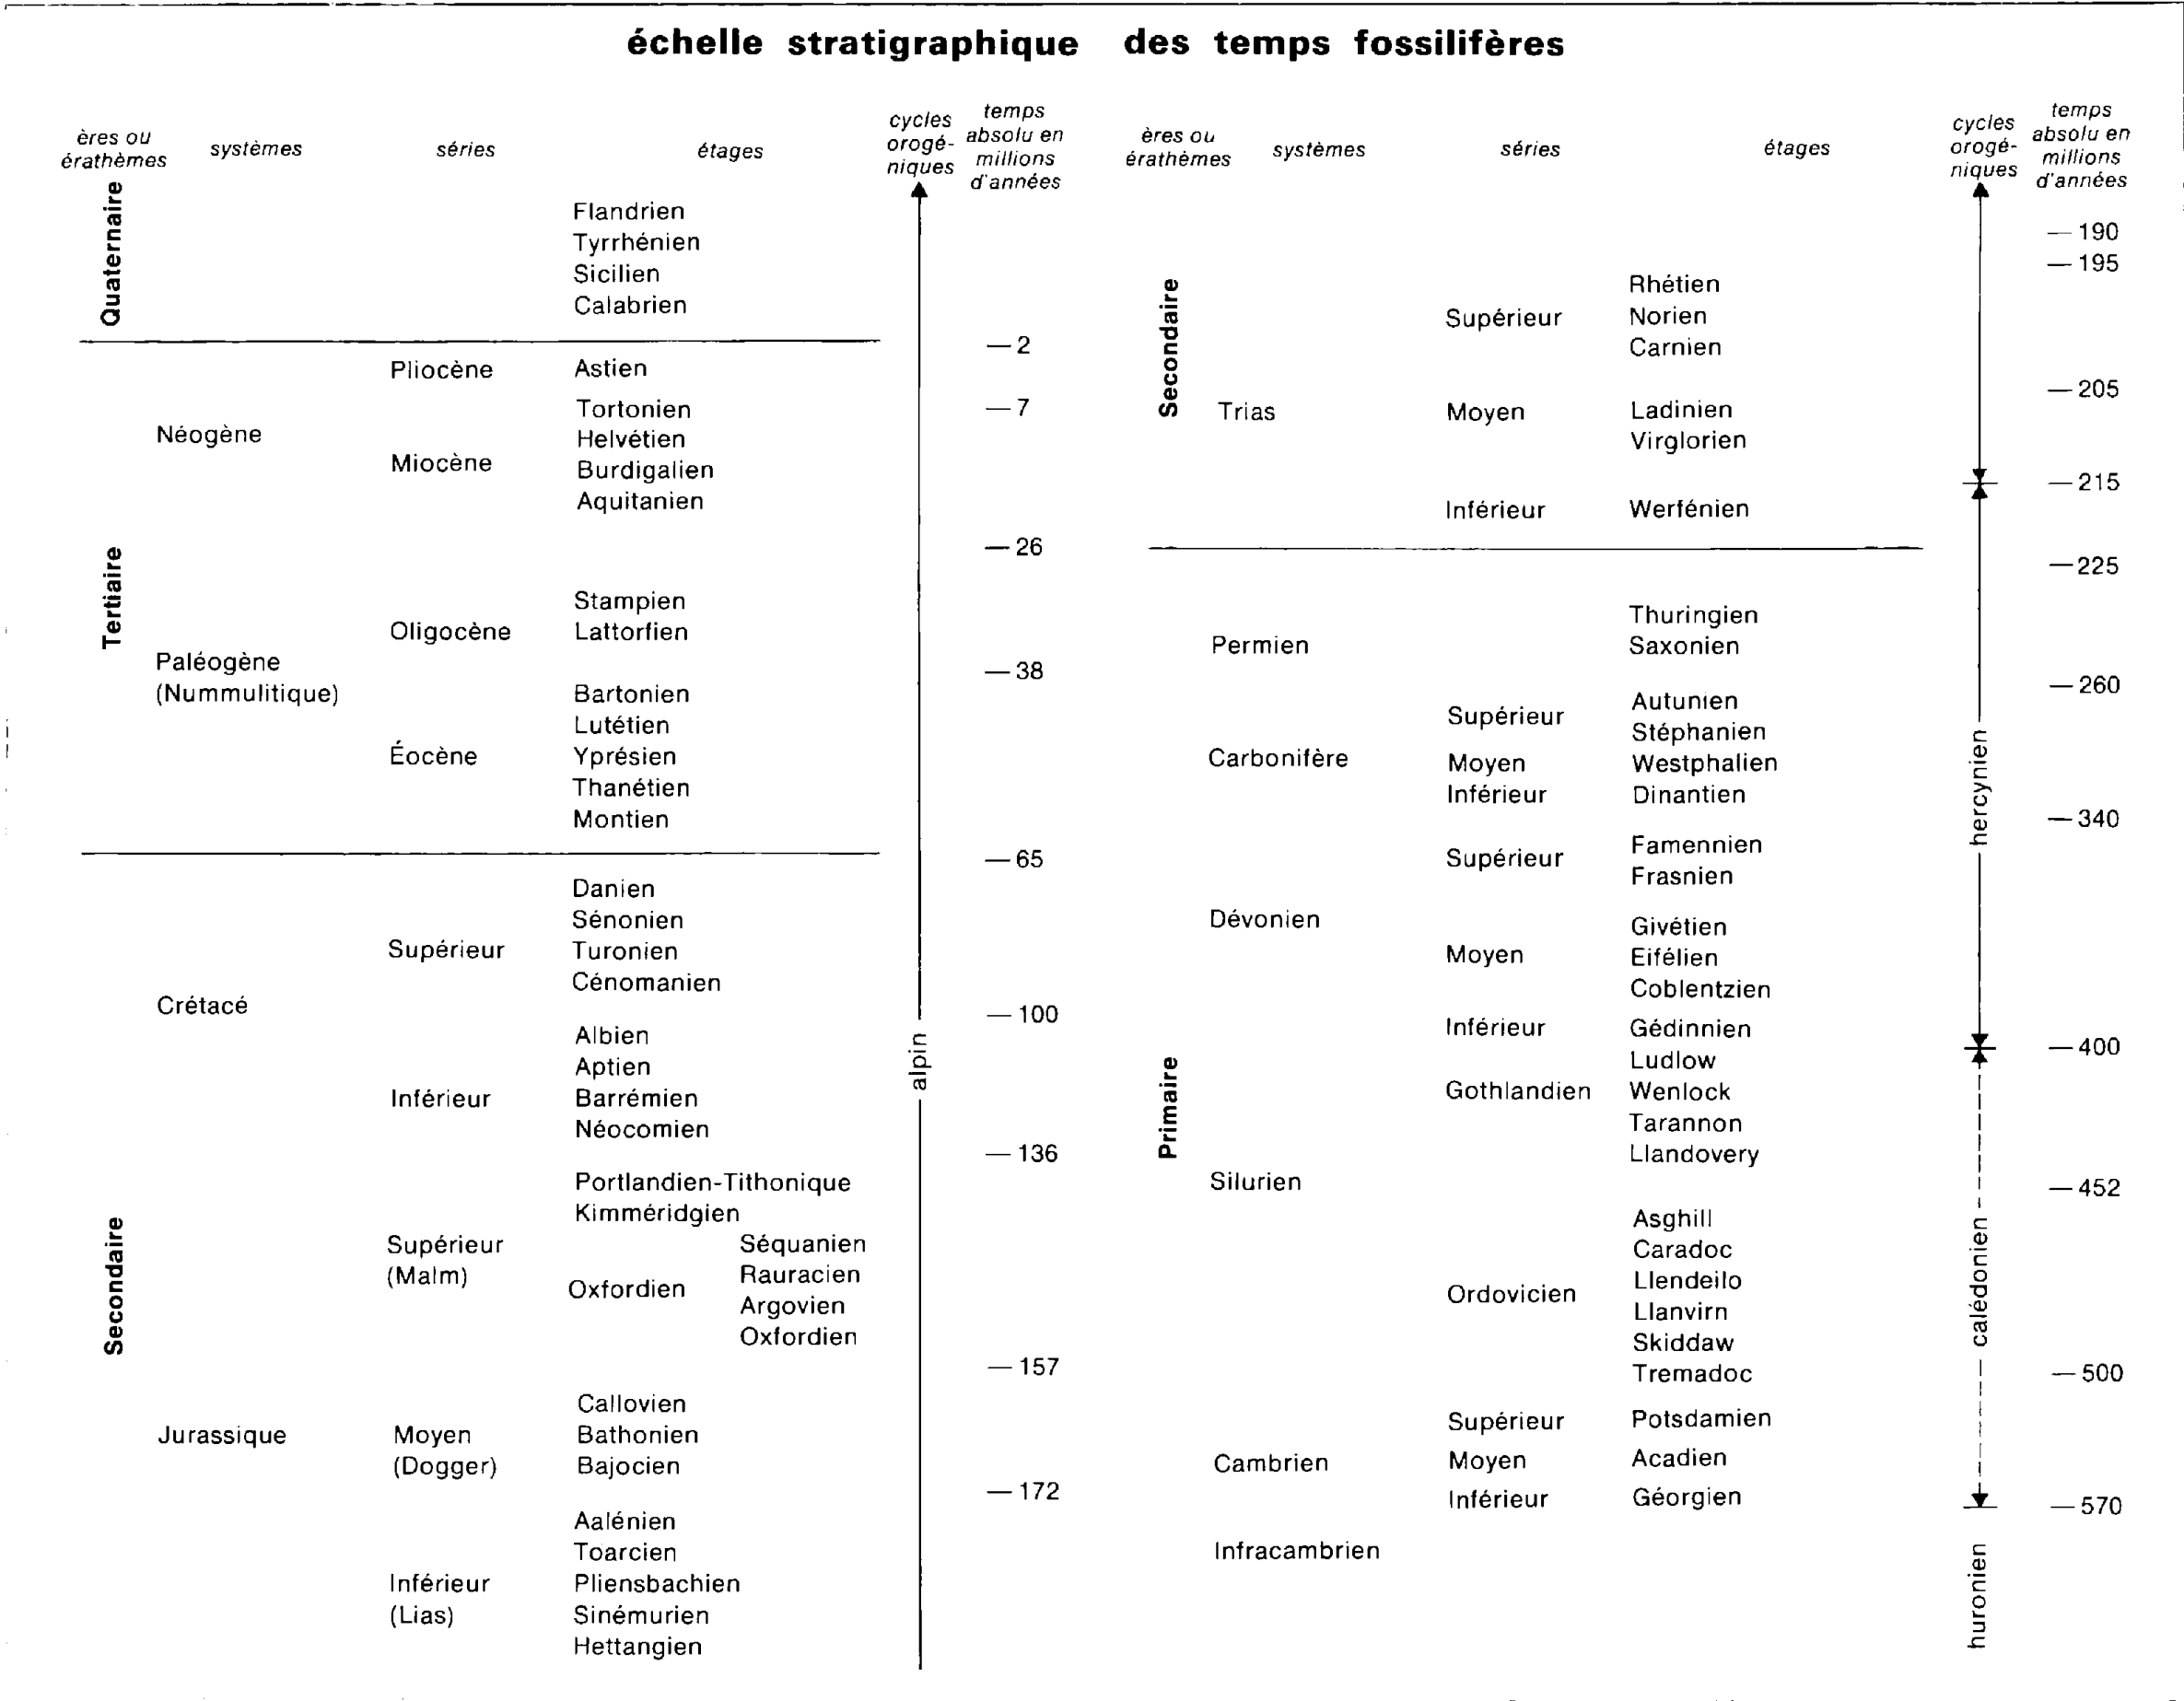 échelle stratigraphique des temps fossilifères
ères ou érathèmes
systèmes
séries
étages
cycles orogé-niques
temps absolu en millions d'années
Quaternaire
Flandrien
Tyrrhénien
Sicilien
Calabrien
— 2
Tertiaire
Néogène
Pliocène
Astien
— 7
Miocène
Tortonien
Helvétien
Burdigalien
Aquitanien
— 26
Paléogène
(Nummulitique)
Oligocène
Stampien
Lattorfien
— 38
Éocène
Bartonien
Lutétien
Yprésien
Thanétien
Montien
— 65
Secondaire
Crétacé
Supérieur
Danien
Sénonien
Turonien
Cénomanien
— 100
alpin
Inférieur
Albien
Aptien
Barrémien
Néocomien
— 136
Jurassique
Supérieur
(Malm)
Portlandien-Tithonique
Kimméridgien
Oxfordien
Séquanien
Rauracien
Argovien
Oxfordien
— 157
Moyen
(Dogger)
Callovien
Bathonien
Bajocien
— 172
Inférieur
(Lias)
Aalénien
Toarcien
Pliensbachien
Sinémurien
Hettangien
ères ou érathèmes
systèmes
séries
étages
cycles orogé-niques
temps absolu en millions d'années
— 190
— 195
Secondaire
Trias
Supérieur
Rhétien
Norien
Carnien
— 205
Moyen
Ladinien
Virglorien
— 215
Inférieur
Werfénien
— 225
Primaire
Permien
Thuringien
Saxonien
— 260
Carbonifère
Supérieur
Autunien
Stéphanien
Moyen
Westphalien
Inférieur
Dinantien
hercynien
— 340
Dévonien
Supérieur
Famennien
Frasnien
Moyen
Givétien
Eifélien
Coblentzien
Inférieur
Gédinnien
— 400
Silurien
Gothlandien
Ludlow
Wenlock
Tarannon
Llandovery
— 452
Ordovicien
Asghill
Caradoc
Llendeilo
Llanvirn
Skiddaw
Tremadoc
calédonien
— 500
Cambrien
Supérieur
Potsdamien
Moyen
Acadien
Inférieur
Géorgien
— 570
Infracambrien
huronien